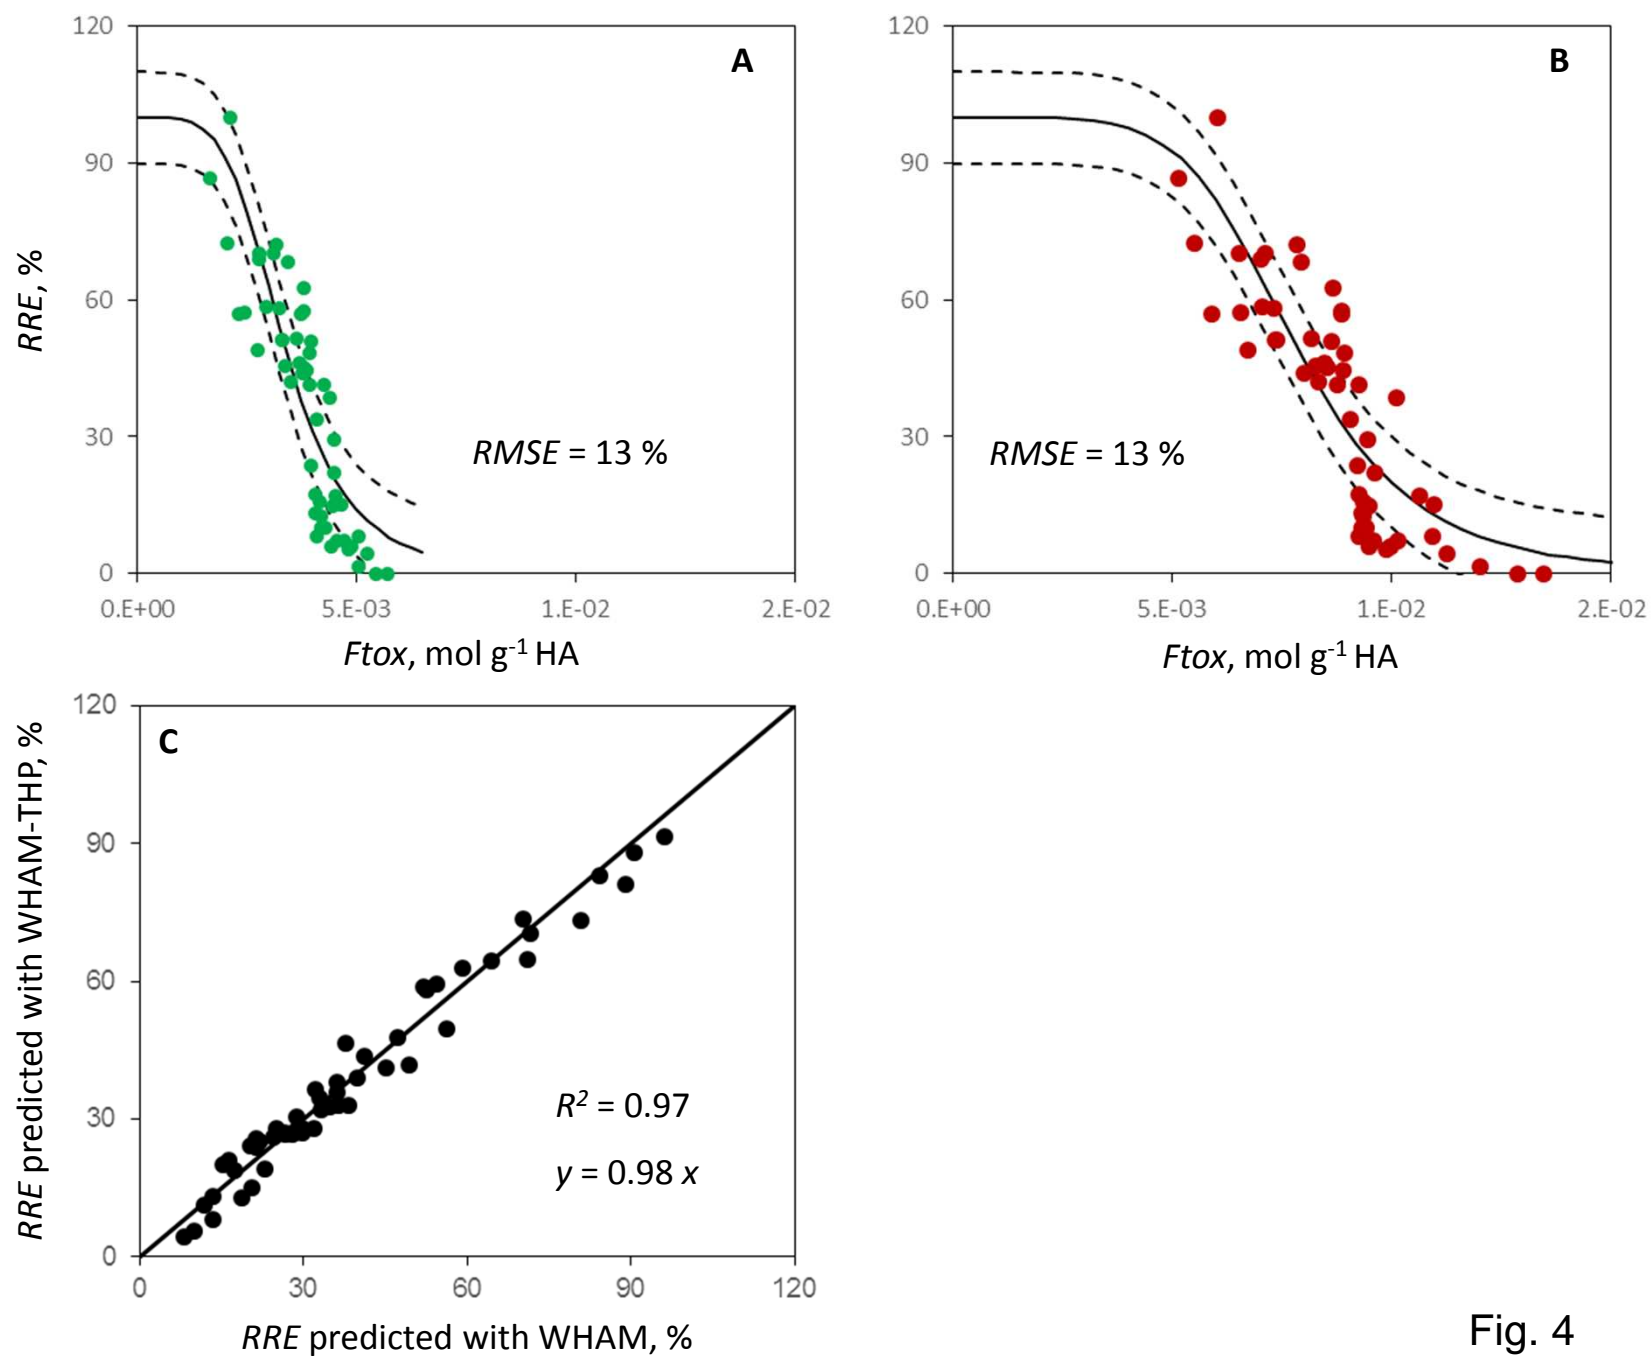 A
120
90
60
30
0
0.E+00 5.E-03 1.E-02 2.E-02
RRE, %
RMSE = 13 %
Ftox, mol g⁻¹ HA
B
120
90
60
30
0
0.E+00 5.E-03 1.E-02 2.E-02
RMSE = 13 %
Ftox, mol g⁻¹ HA
C
120
90
60
30
0
0 30 60 90 120
RRE predicted with WHAM-THP, %
R² = 0.97
y = 0.98 x
RRE predicted with WHAM, %
Fig. 4